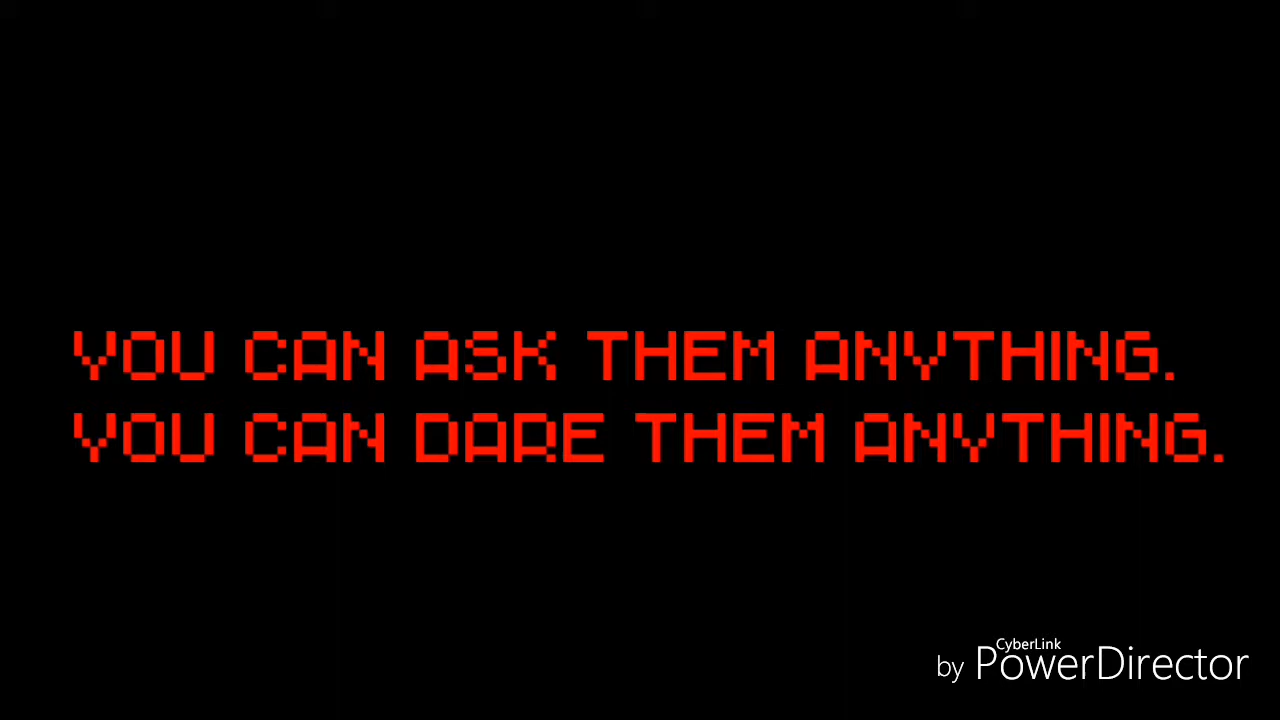 YOU CAN ASK THEM ANYTHING.
YOU CAN DARE THEM ANYTHING.
CyberLink
by PowerDirector